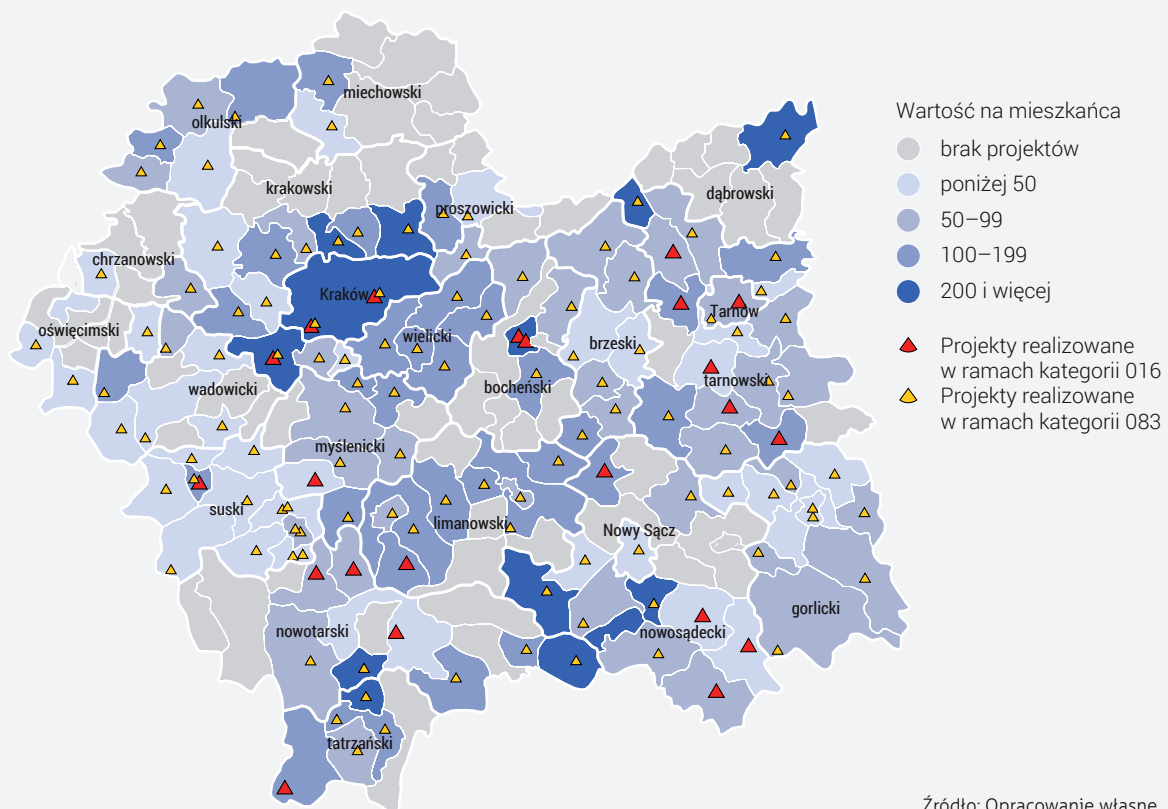 miechowski
olkulski
krakowski
dąbrowski
proszowicki
chrzanowski
Kraków
Tarnów
oświęcimski
wielicki
brzeski
tarnowski
wadowicki
bocheński
myślenicki
suski
limanowski
Nowy Sącz
gorlicki
nowotarski
nowosądecki
tatrzański
Wartość na mieszkańca
brak projektów
poniżej 50
50–99
100–199
200 i więcej
Projekty realizowane
w ramach kategorii 016
Projekty realizowane
w ramach kategorii 083
Źródło: Opracowanie własne